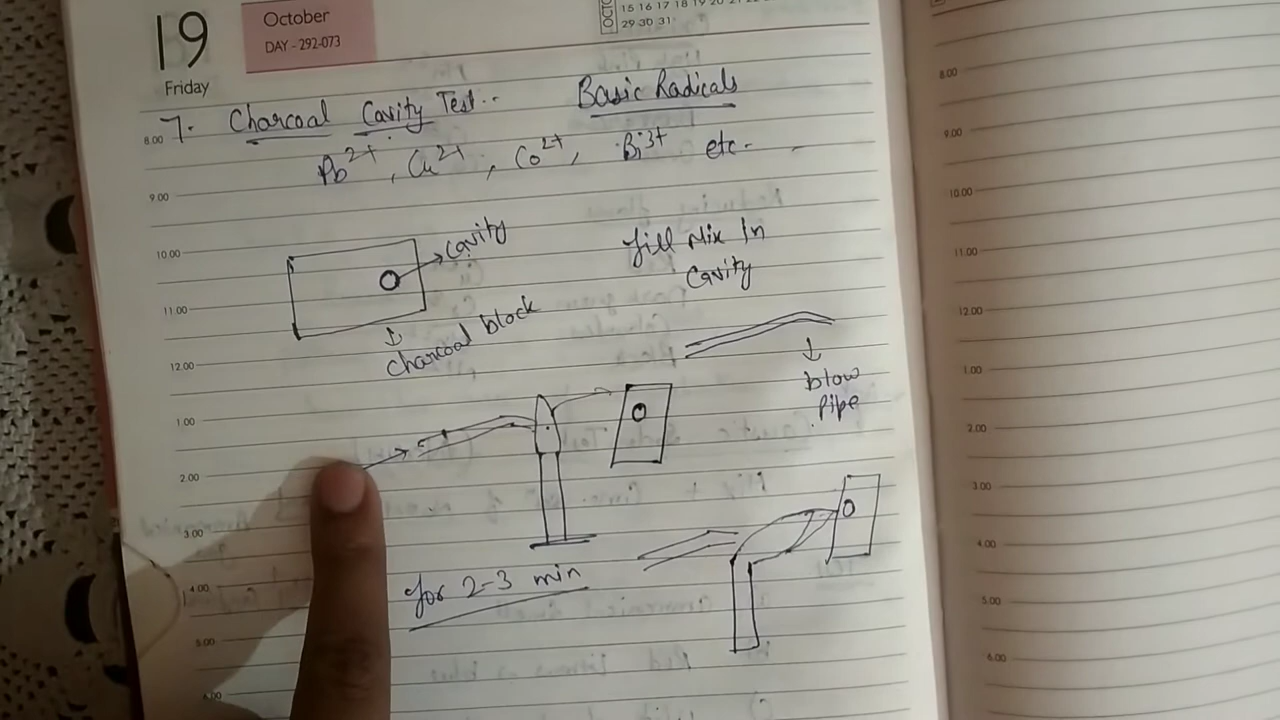 19
October
DAY - 292-073
Friday
15 16 17 18 19 20 21
29 30 31
7. Charcoal Cavity Test..
Basic Radicals
Pb2+, Cu2+, Co2+, Bi3+ etc.
Cavity
fill Mix In
Cavity
charcoal block
blow
Pipe
for 2-3 min
8.00
9.00
10.00
11.00
12.00
1.00
2.00
3.00
4.00
5.00
6.00
8.00
9.00
10.00
11.00
12.00
1.00
2.00
3.00
4.00
5.00
6.00